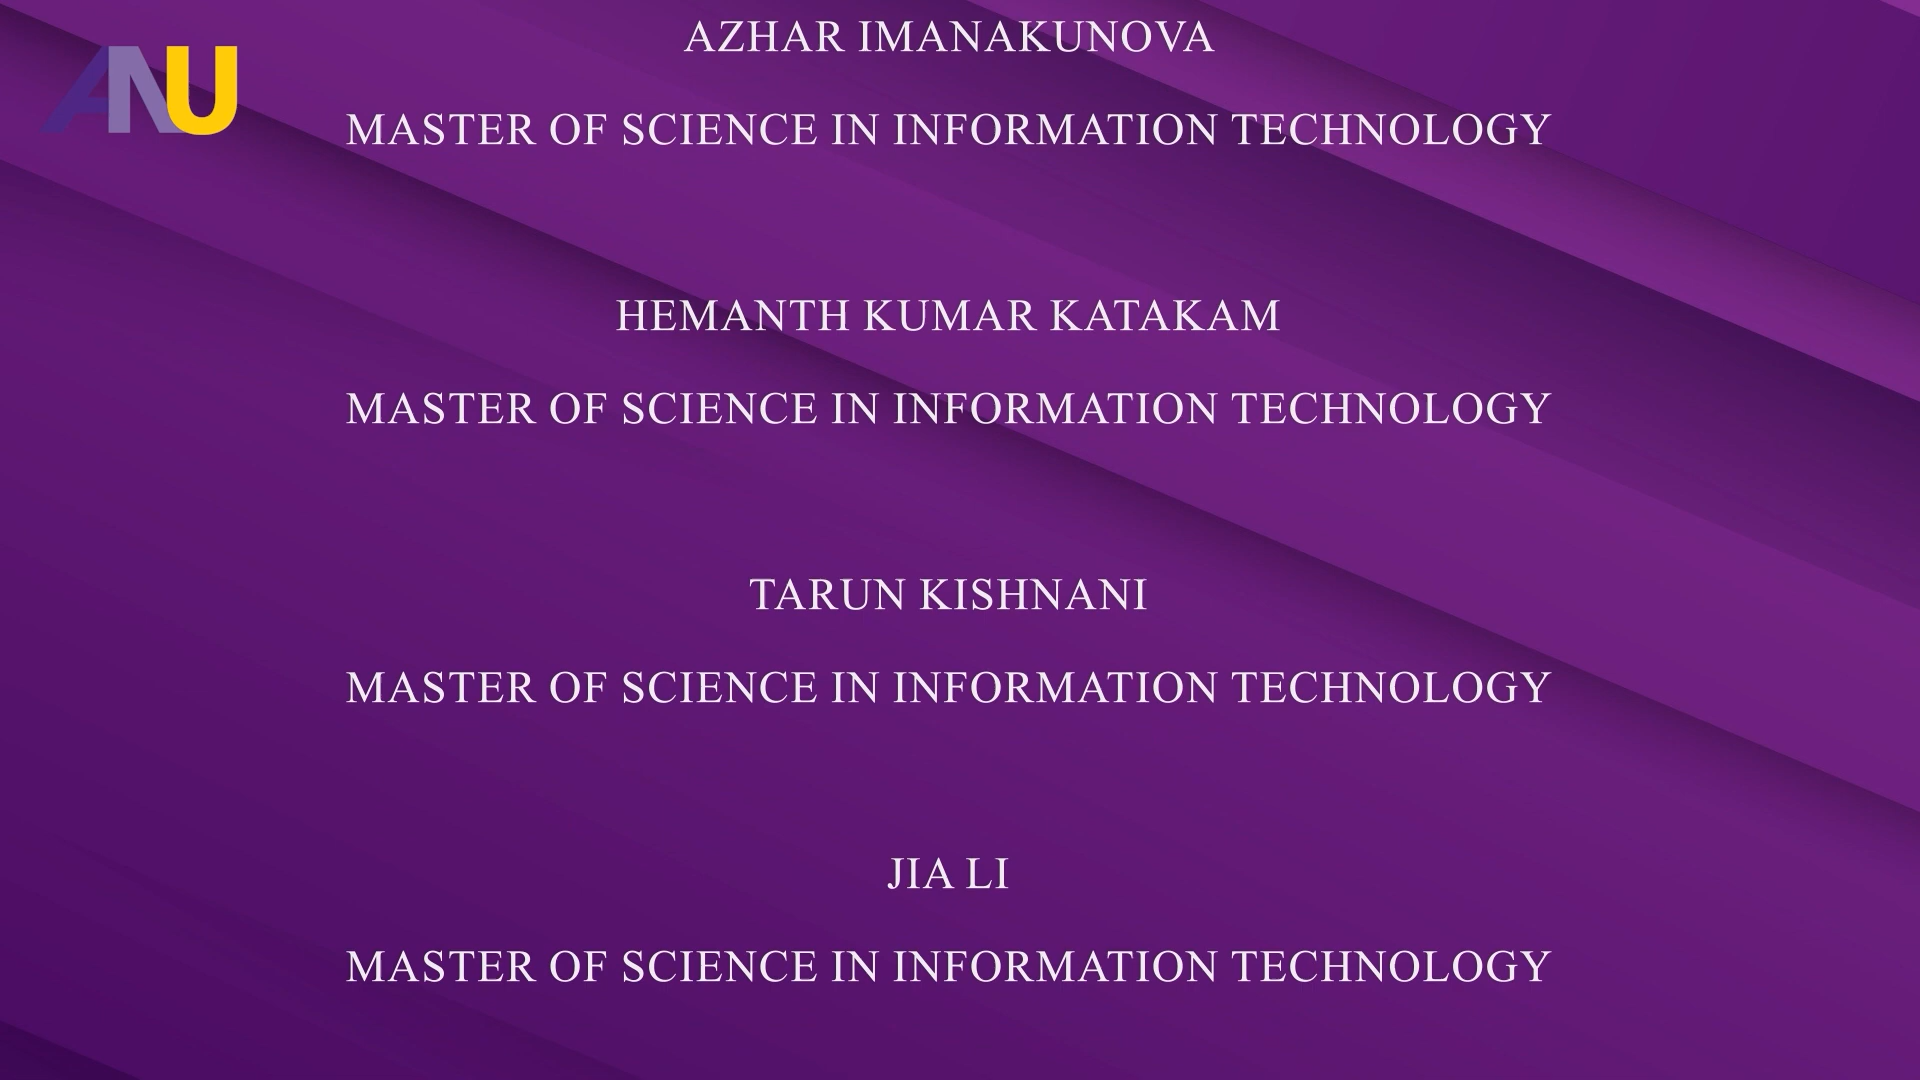 AZHAR IMANAKUNOVA
ANU
MASTER OF SCIENCE IN INFORMATION TECHNOLOGY
HEMANTH KUMAR KATAKAM
MASTER OF SCIENCE IN INFORMATION TECHNOLOGY
TARUN KISHNANI
MASTER OF SCIENCE IN INFORMATION TECHNOLOGY
JIA LI
MASTER OF SCIENCE IN INFORMATION TECHNOLOGY